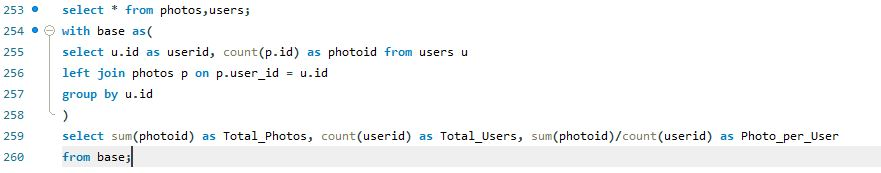 253 select * from photos,users;
254 with base as(
255 select u.id as userid, count(p.id) as photoid from users u
256 left join photos p on p.user_id = u.id
257 group by u.id
258 )
259 select sum(photoid) as Total_Photos, count(userid) as Total_Users, sum(photoid)/count(userid) as Photo_per_User
260 from base;